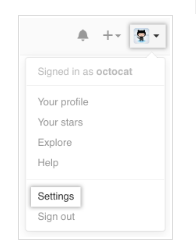 Signed in as octocat
Your profile
Your stars
Explore
Help
Settings
Sign out